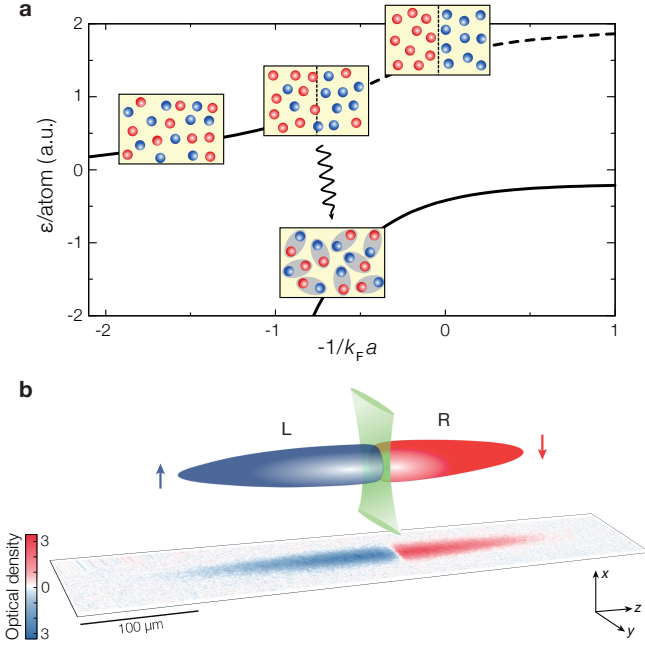 a
2
1
0
-1
-2
ε/atom (a.u.)
-2
-1
0
1
-1/kFa
b
L
R
Optical density
3
0
3
100 µm
x
z
y